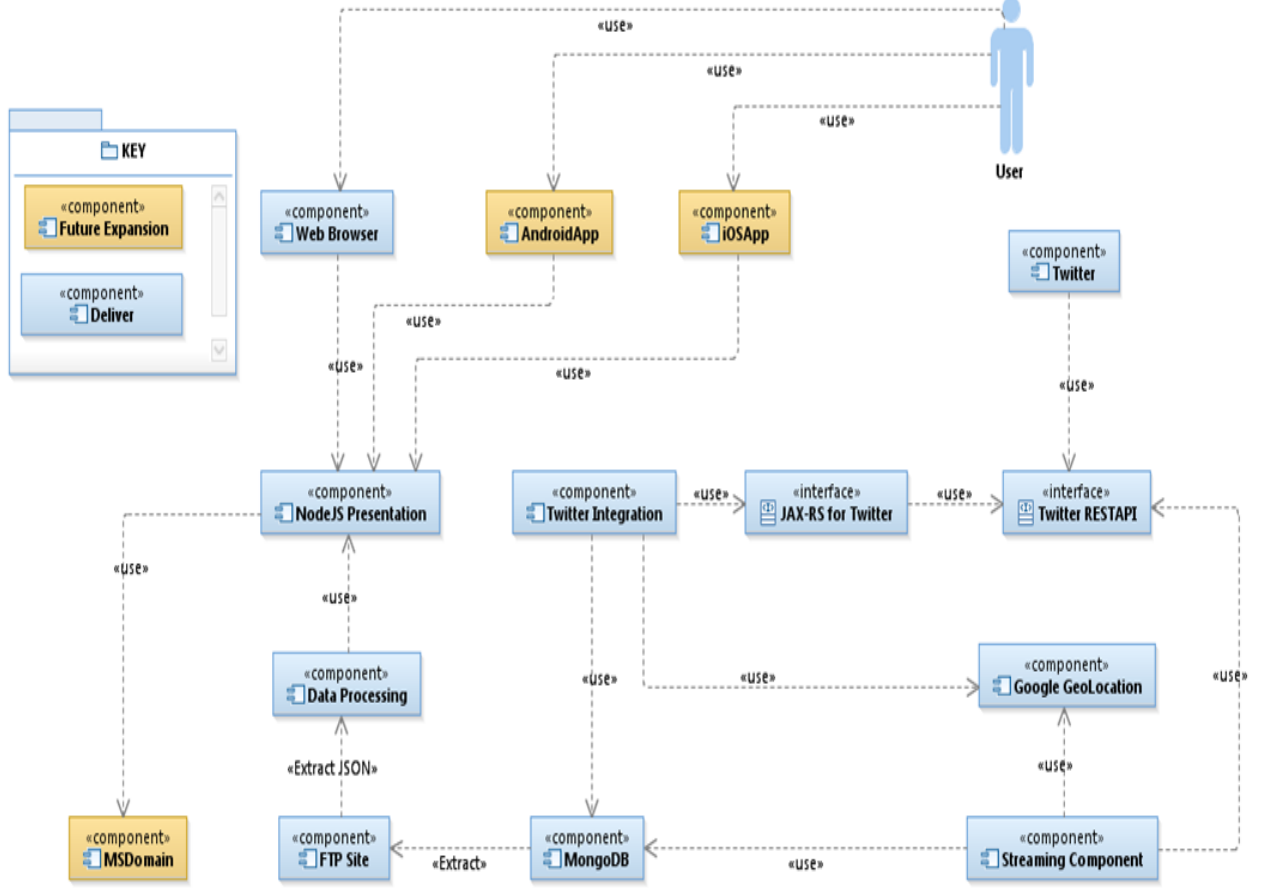 «use»
«use»
«use»
User
KEY
«component»
Future Expansion
«component»
Deliver
«component»
Web Browser
«component»
AndroidApp
«component»
iOSApp
«component»
Twitter
«use»
«use»
«use»
«use»
«component»
NodeJS Presentation
«component»
Twitter Integration
«use»
«interface»
JAX-RS for Twitter
«use»
«interface»
Twitter RESTAPI
«use»
«use»
«component»
Data Processing
«use»
«use»
«component»
Google GeoLocation
«use»
«Extract JSON»
«use»
«component»
MSDomain
«component»
FTP Site
«Extract»
«component»
MongoDB
«use»
«component»
Streaming Component